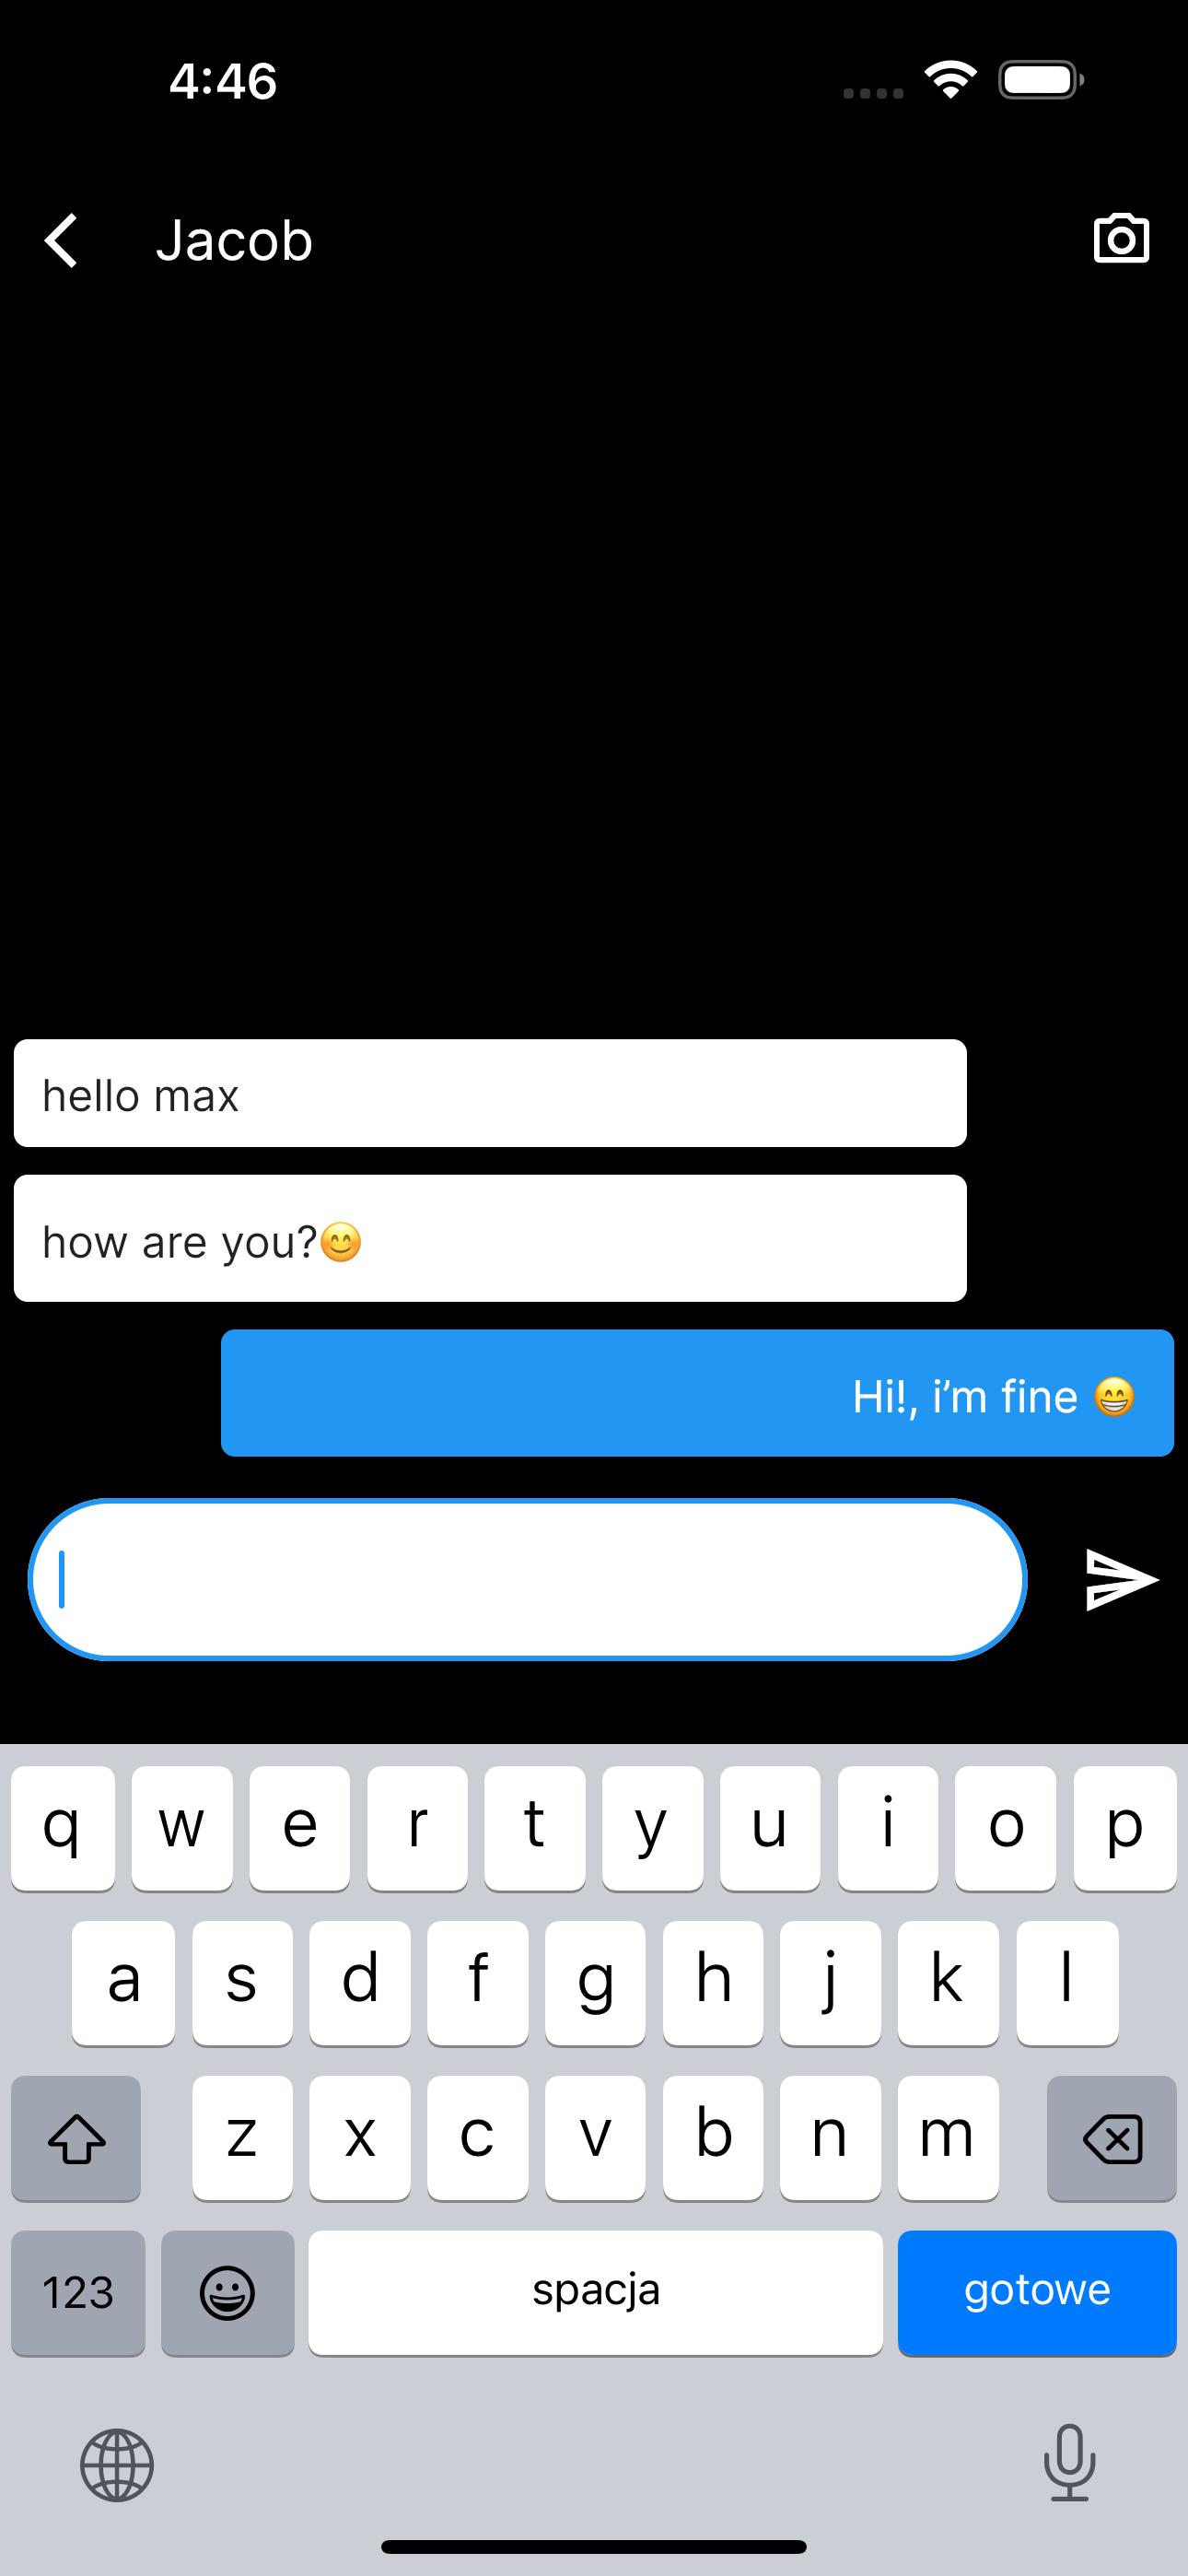 4:46
Jacob
hello max
how are you?😊
Hi!, i’m fine 😁
q w e r t y u i o p
a s d f g h j k l
z x c v b n m
123 spacja gotowe